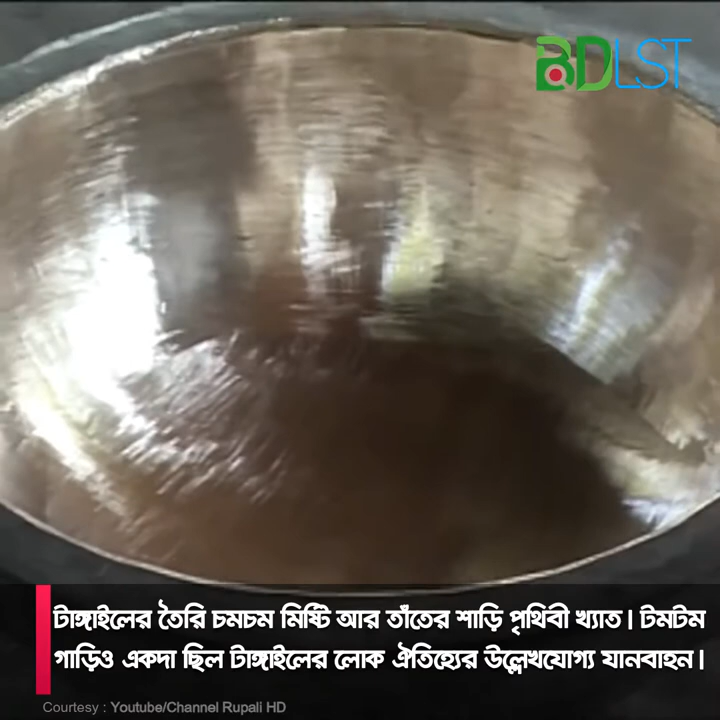 BDLST
টাঙ্গাইলের তৈরি চমচম মিষ্টি আর তাঁতের শাড়ি পৃথিবী খ্যাত। টমটম
গাড়িও একদা ছিল টাঙ্গাইলের লোক ঐতিহ্যের উল্লেখযোগ্য যানবাহন।
Courtesy : Youtube/Channel Rupali HD